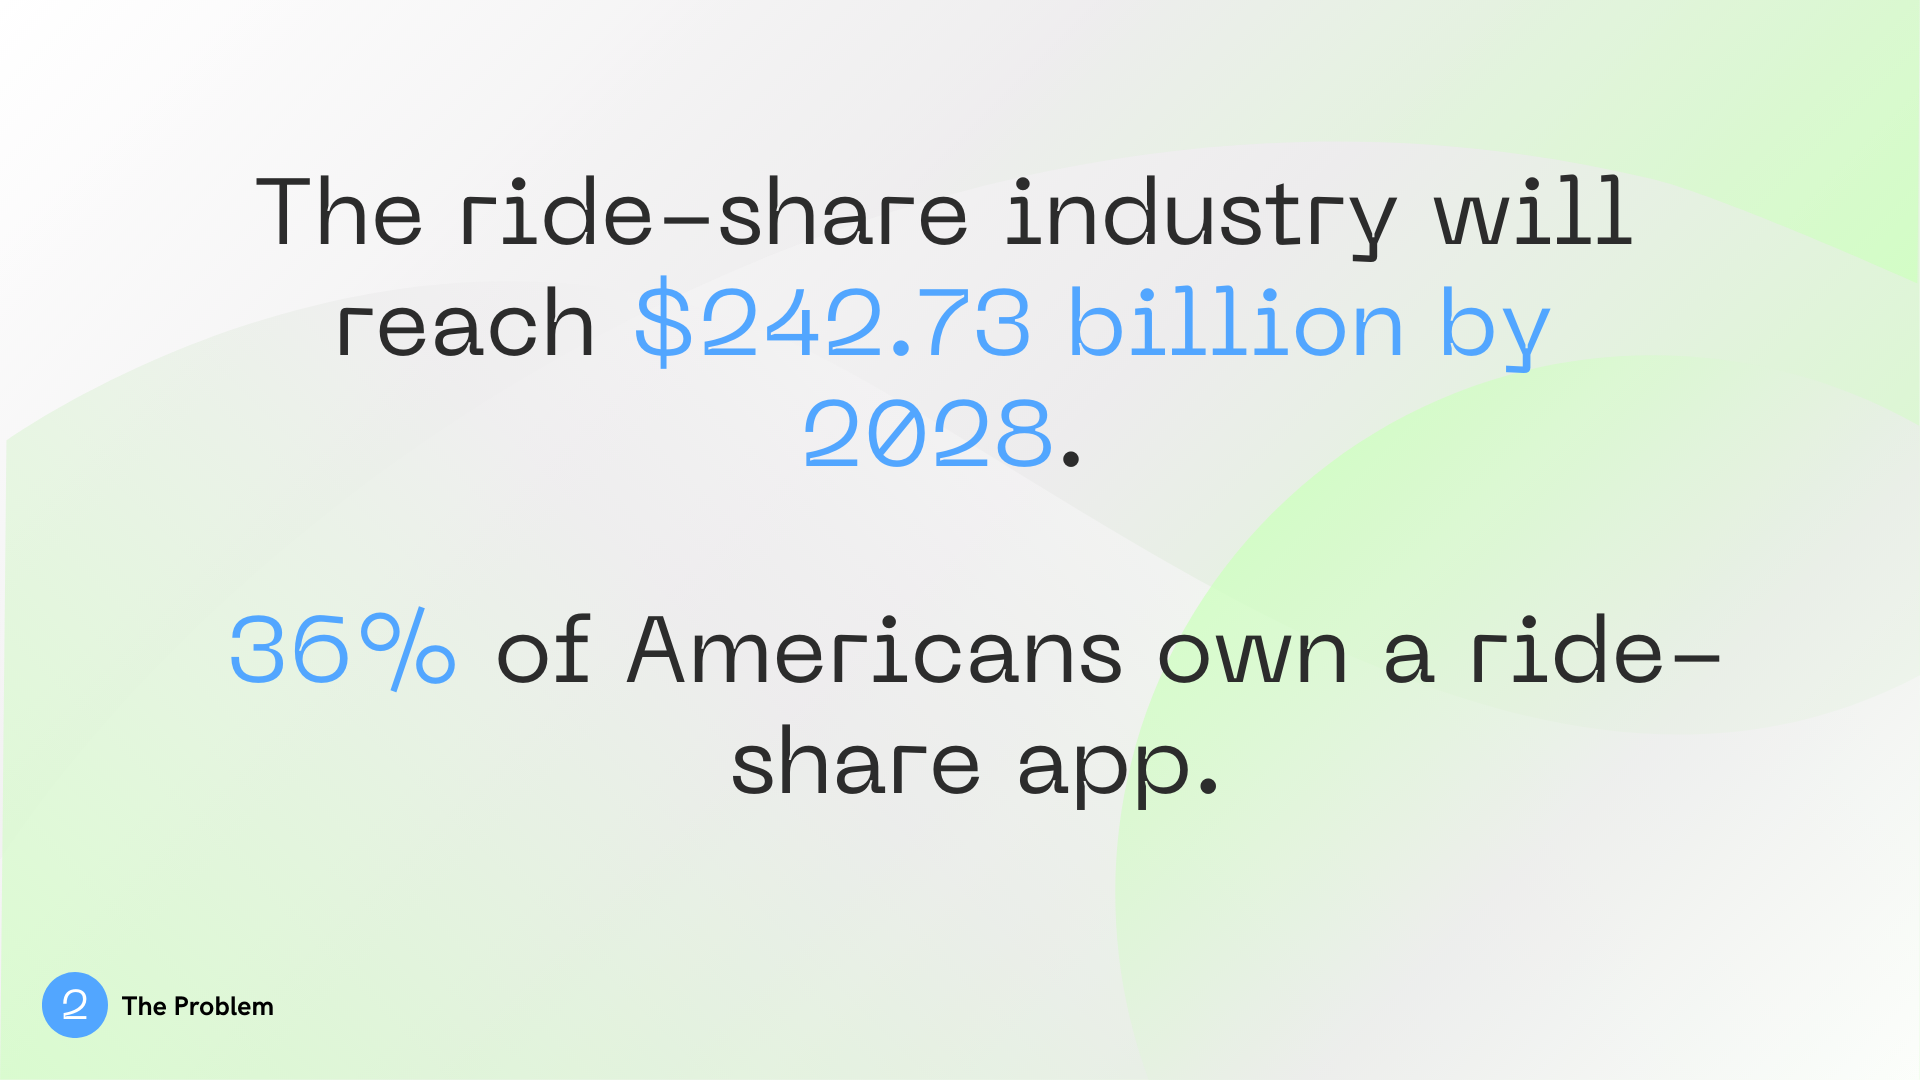 The ride-share industry will
reach $242.73 billion by
2028.
36% of Americans own a ride-
share app.
2 The Problem